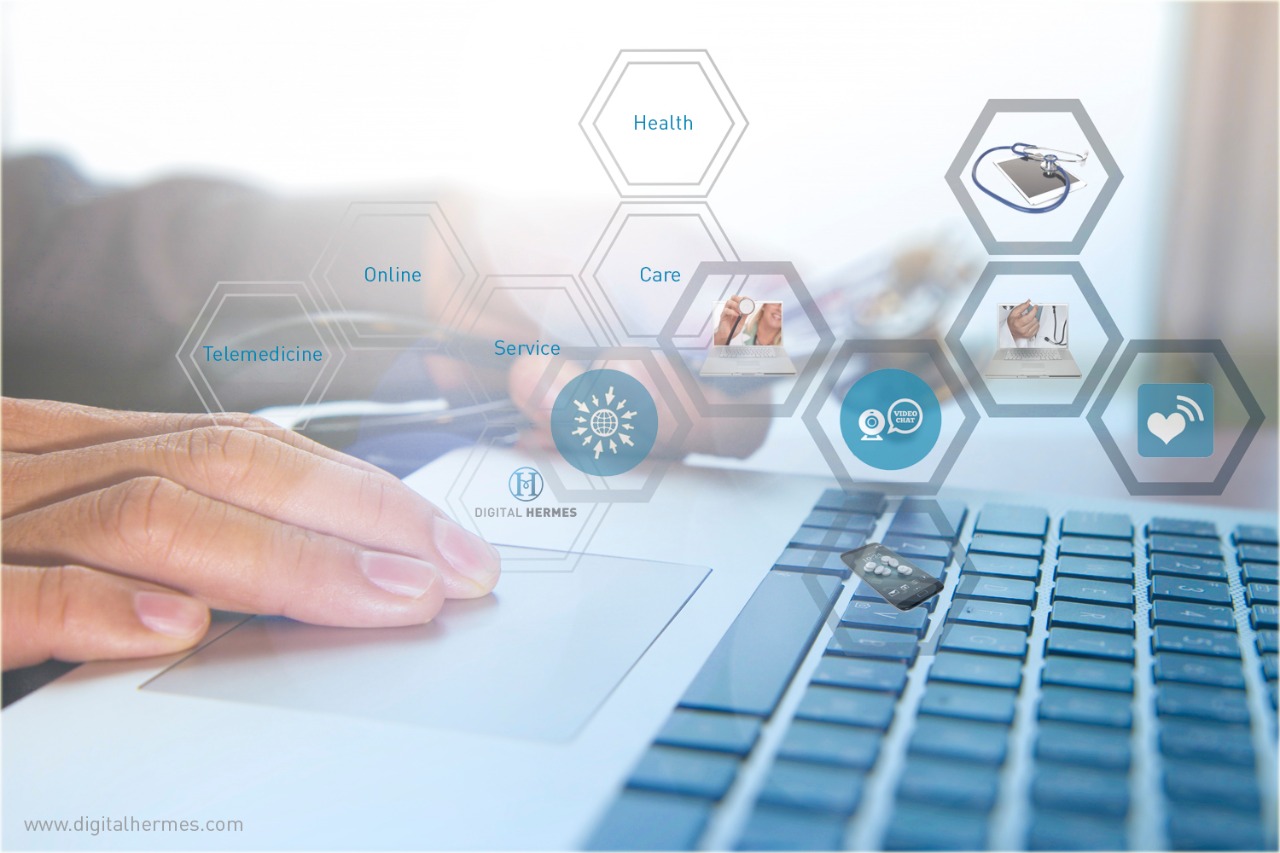 Health
Online
Care
Telemedicine
Service
VIDEO
CHAT
H
DIGITAL HERMES
www.digitalhermes.com